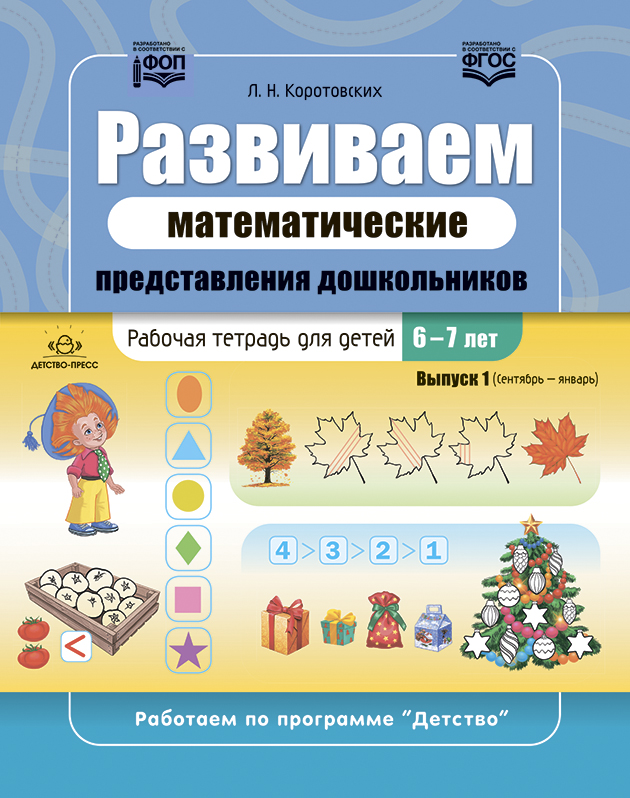 РАЗРАБОТАНО
В СООТВЕТСТВИИ С
ФОП
РАЗРАБОТАНО
В СООТВЕТСТВИИ С
ФГОС
Л. Н. Коротовских
Развиваем
математические
представления дошкольников
Рабочая тетрадь для детей 6–7 лет
ДЕТСТВО-ПРЕСС
Выпуск 1 (Сентябрь – январь)
4 > 3 > 2 > 1
<
Работаем по программе "Детство"